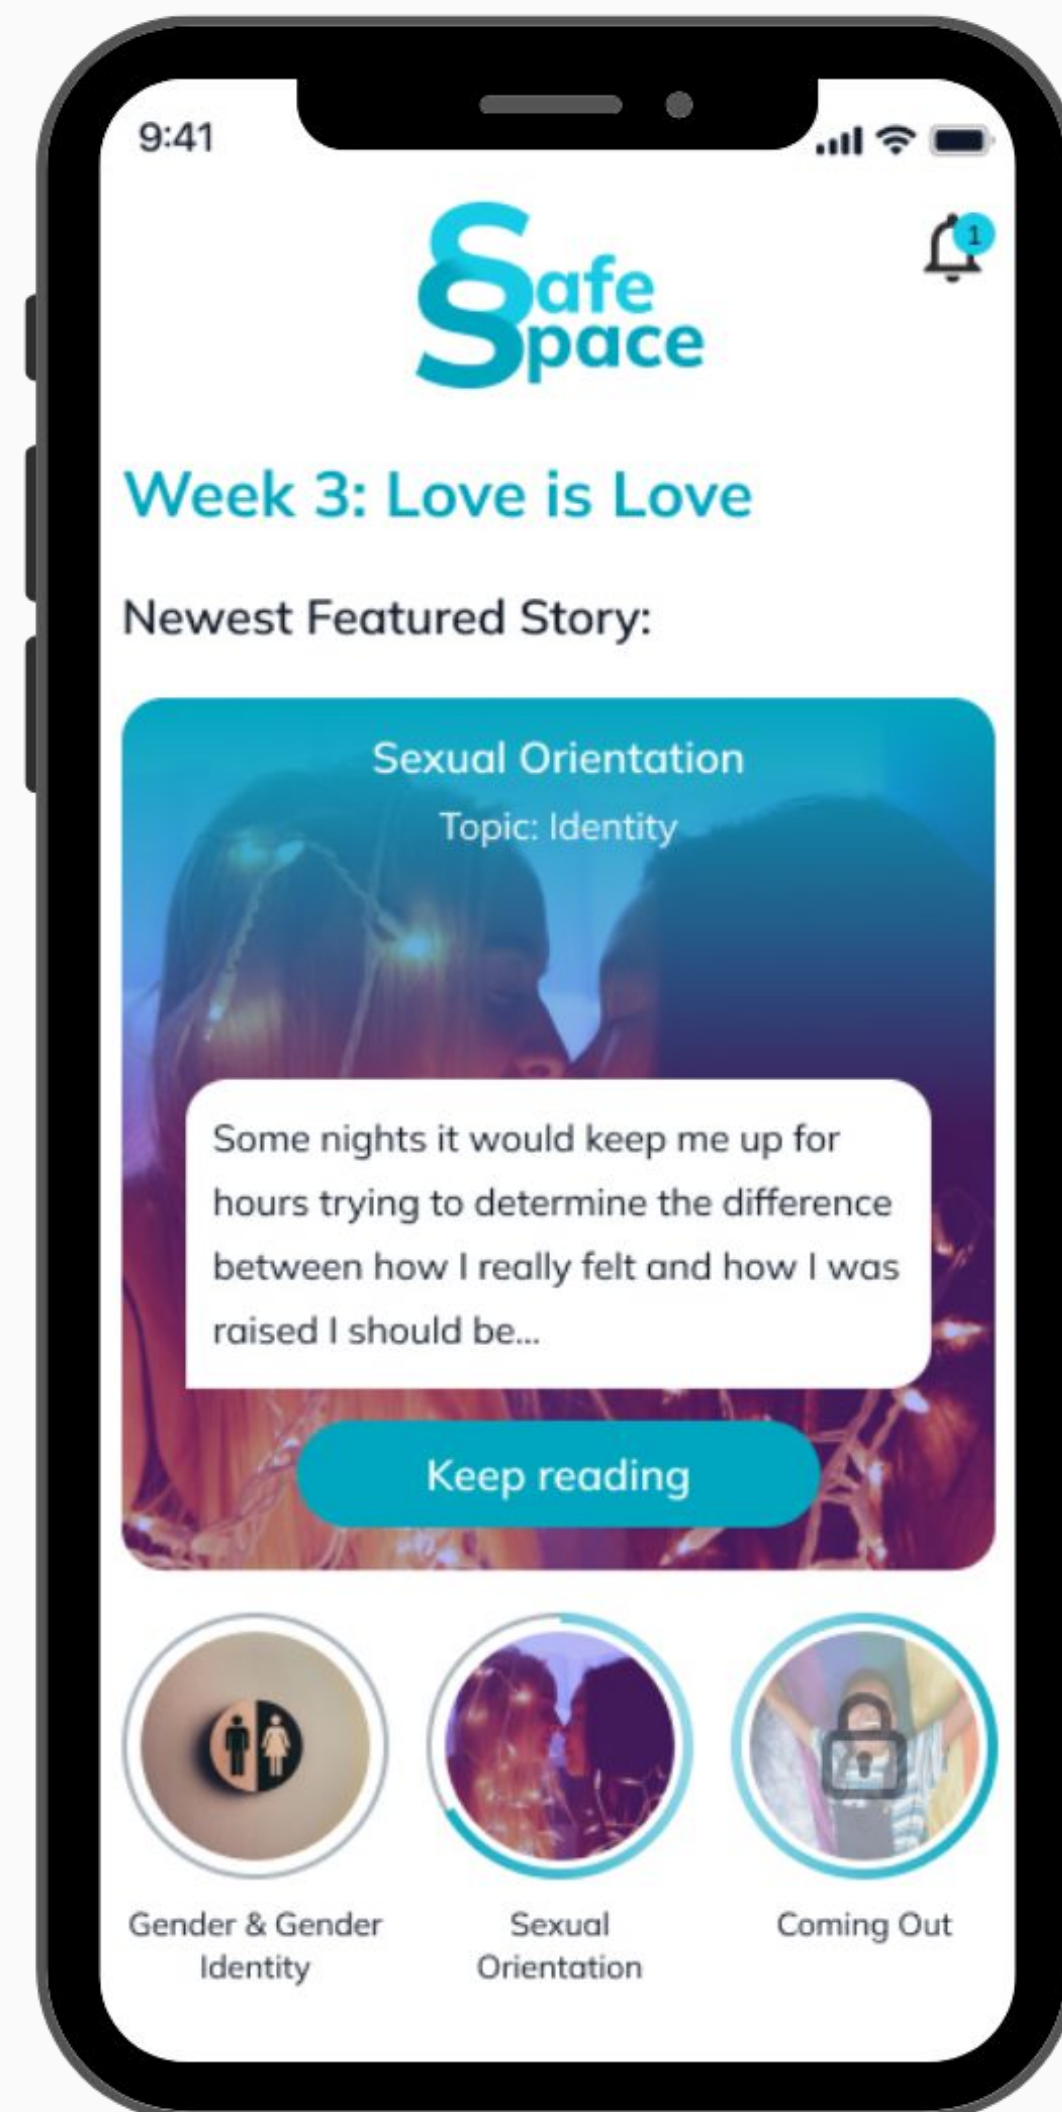 9:41
1
Safe
Space
Week 3: Love is Love
Newest Featured Story:
Sexual Orientation
Topic: Identity
Some nights it would keep me up for
hours trying to determine the difference
between how I really felt and how I was
raised I should be...
Keep reading
Gender & Gender
Identity
Sexual
Orientation
Coming Out